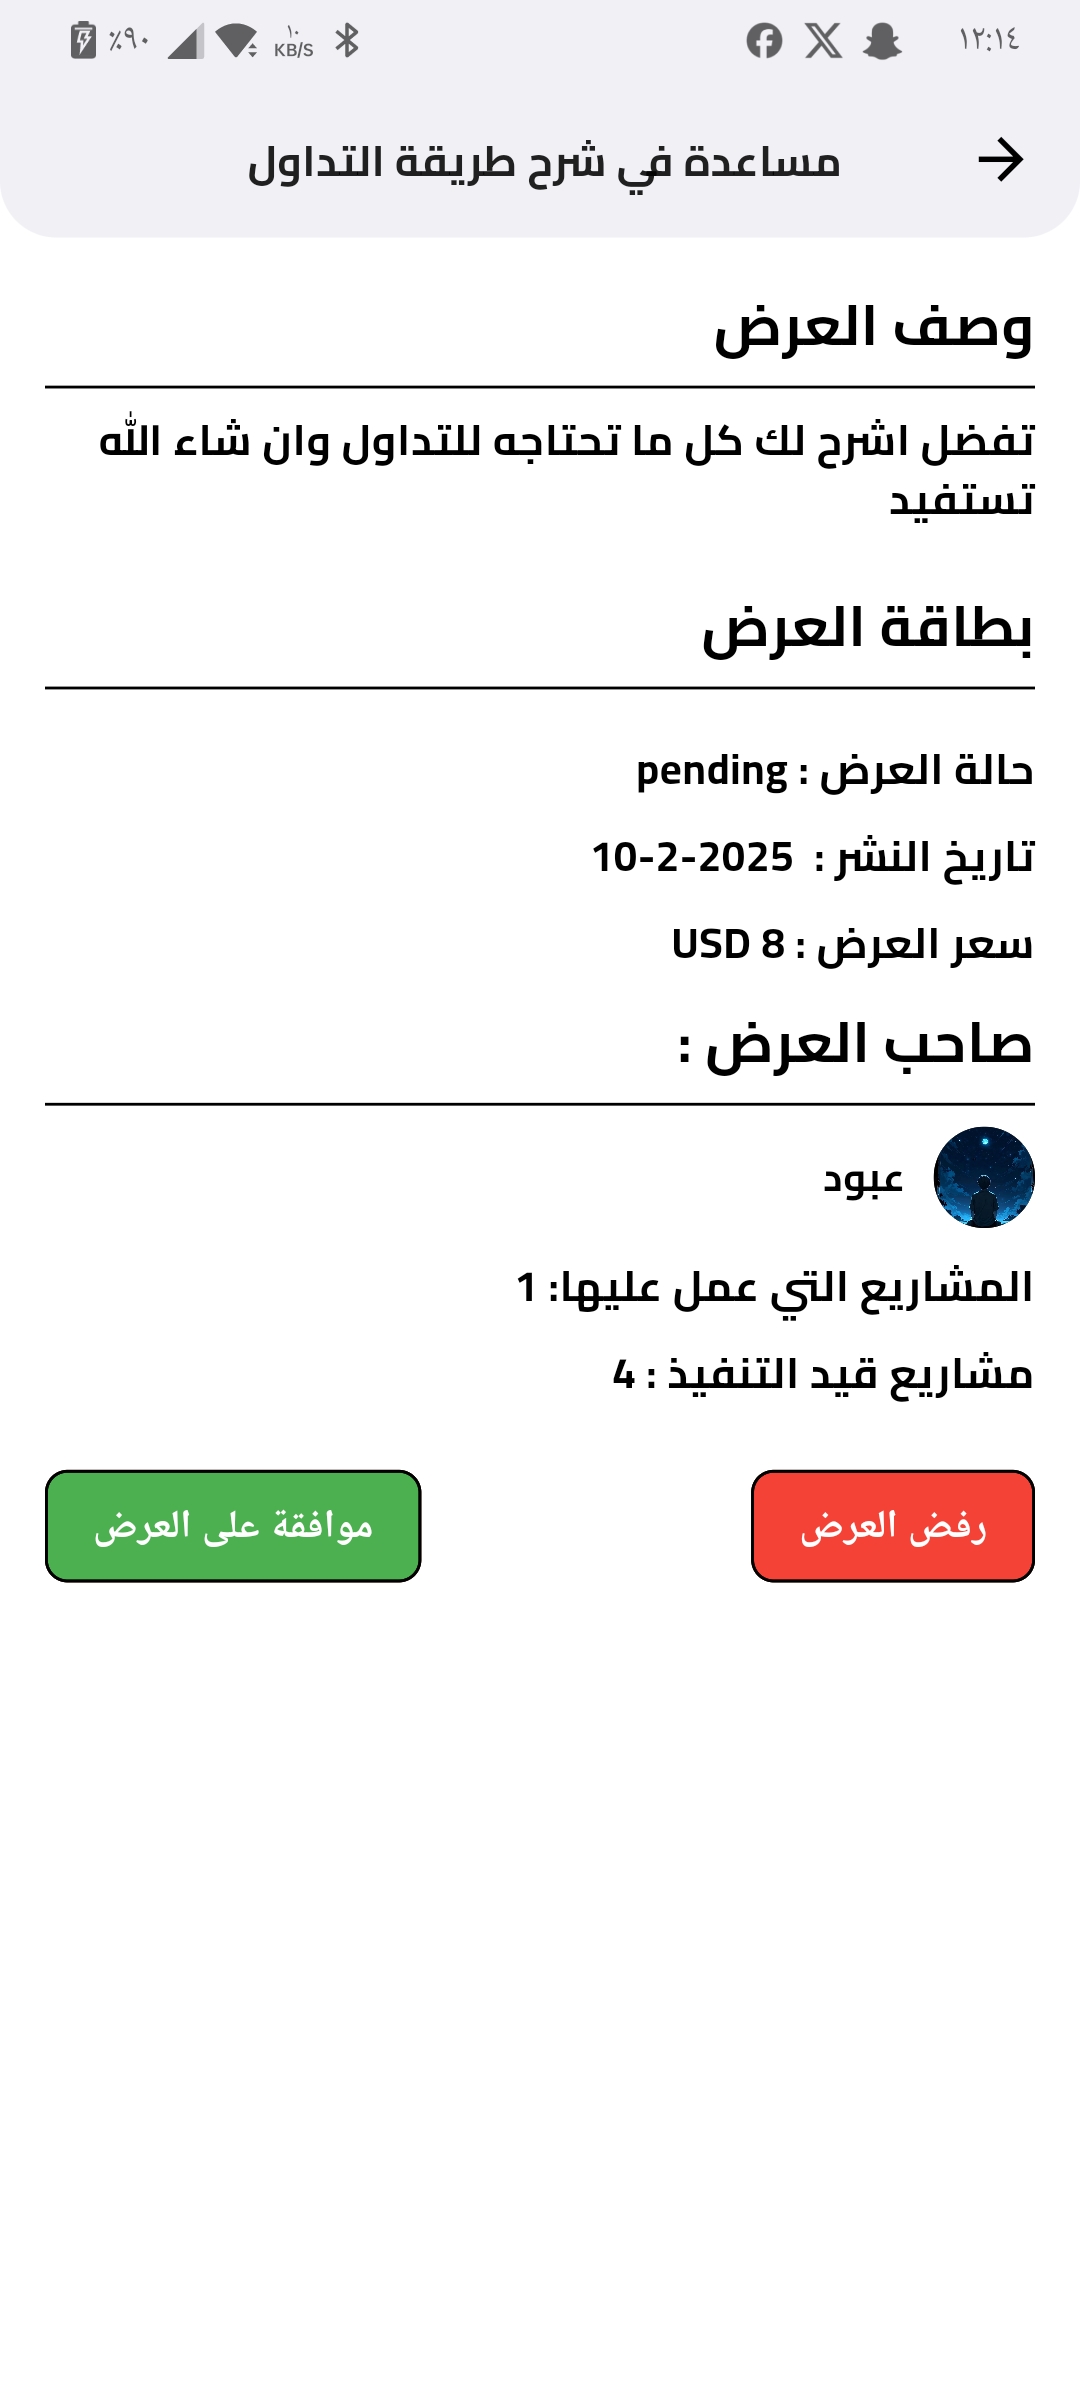 ١٢:١٤
١٠ KB/S
٪٩٠
مساعدة في شرح طريقة التداول
وصف العرض
تفضل اشرح لك كل ما تحتاجه للتداول وان شاء الله
تستفيد
بطاقة العرض
حالة العرض : pending
تاريخ النشر : 10-2-2025
سعر العرض : 8 USD
صاحب العرض :
عبود
المشاريع التي عمل عليها: 1
مشاريع قيد التنفيذ : 4
رفض العرض
موافقة على العرض